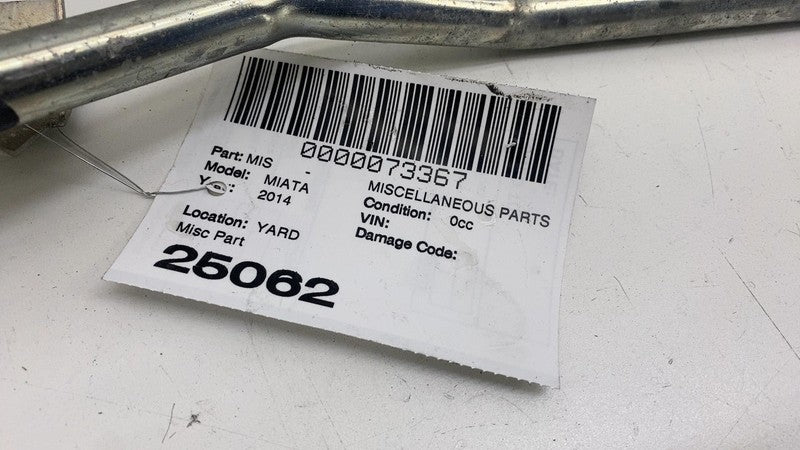 0000073367
Part: MIS - MISCELLANEOUS PARTS
Model: MIATA Condition: 0cc
2014 VIN:
Damage Code:
Location: YARD
Misc Part
25062